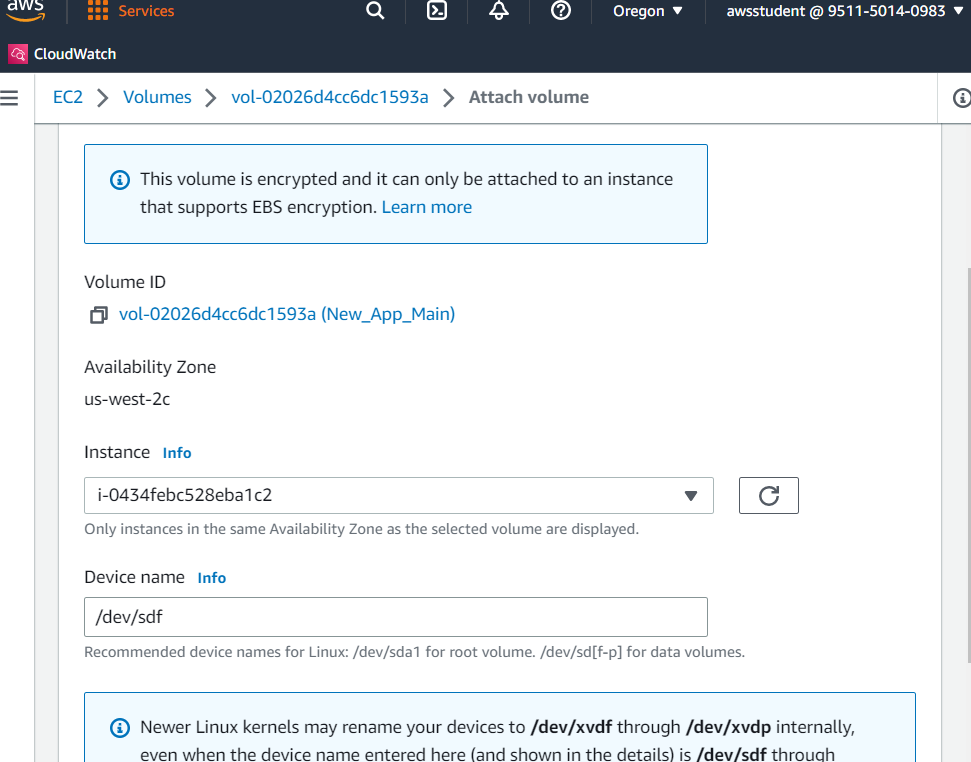 aws
Services
Oregon ▼
awsstudent @ 9511-5014-0983 ▼
CloudWatch
EC2 > Volumes > vol-02026d4cc6dc1593a > Attach volume
This volume is encrypted and it can only be attached to an instance
that supports EBS encryption. Learn more
Volume ID
vol-02026d4cc6dc1593a (New_App_Main)
Availability Zone
us-west-2c
Instance Info
i-0434febc528eba1c2
Only instances in the same Availability Zone as the selected volume are displayed.
Device name Info
/dev/sdf
Recommended device names for Linux: /dev/sda1 for root volume. /dev/sd[f-p] for data volumes.
Newer Linux kernels may rename your devices to /dev/xvdf through /dev/xvdp internally,
even when the device name entered here (and shown in the details) is /dev/sdf through